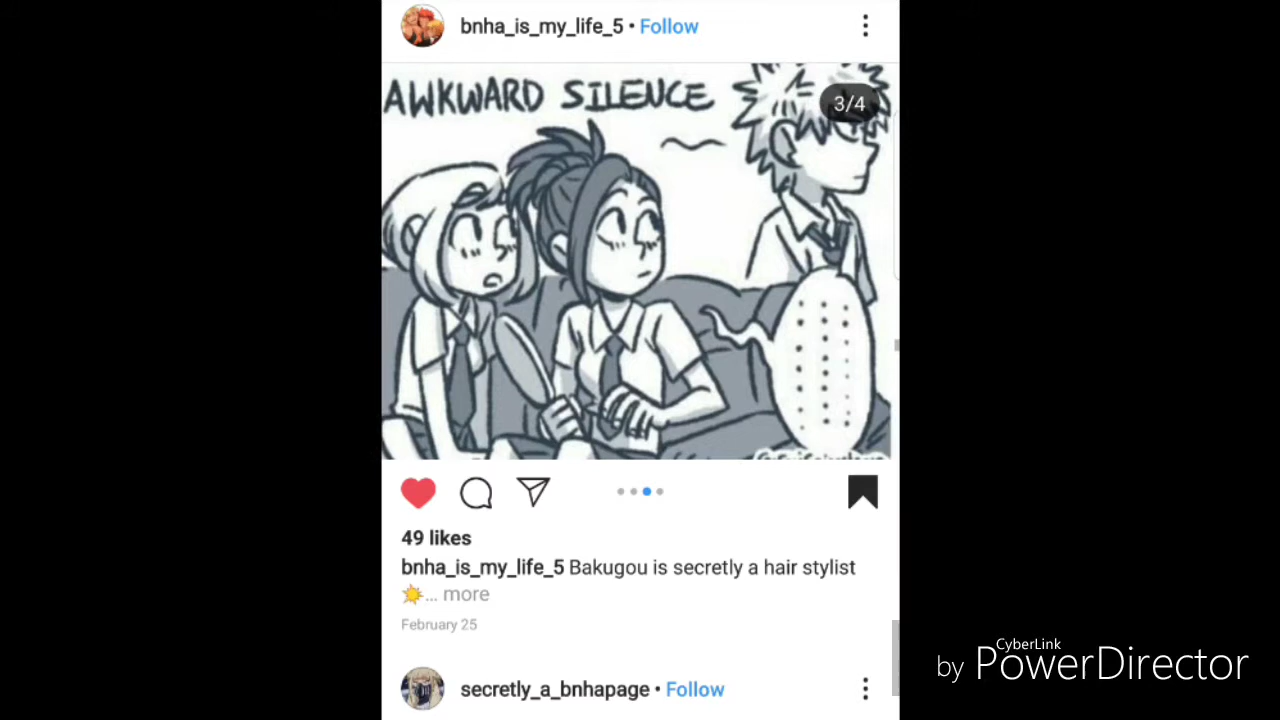 bnha_is_my_life_5 • Follow
AWKWARD SILENCE
3/4
49 likes
bnha_is_my_life_5 Bakugou is secretly a hair stylist
... more
February 25
secretly_a_bnhapage • Follow
CyberLink
by PowerDirector